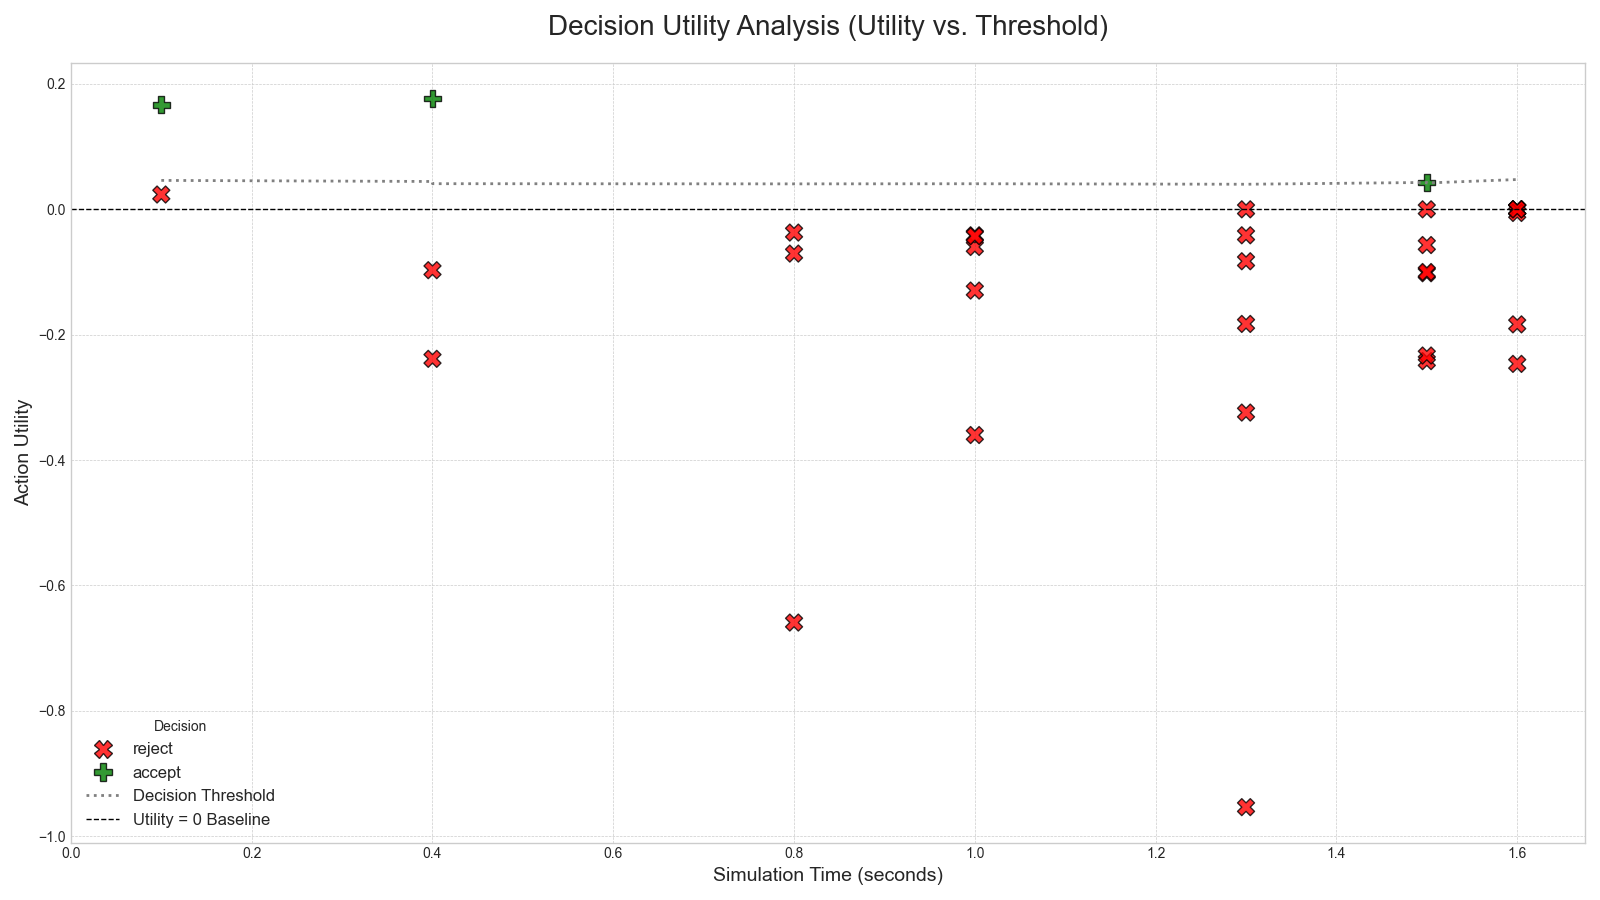 Decision Utility Analysis (Utility vs. Threshold)
Action Utility
0.2
0.0
−0.2
−0.4
−0.6
−0.8
−1.0
Decision
reject
accept
Decision Threshold
Utility = 0 Baseline
0.0 0.2 0.4 0.6 0.8 1.0 1.2 1.4 1.6
Simulation Time (seconds)